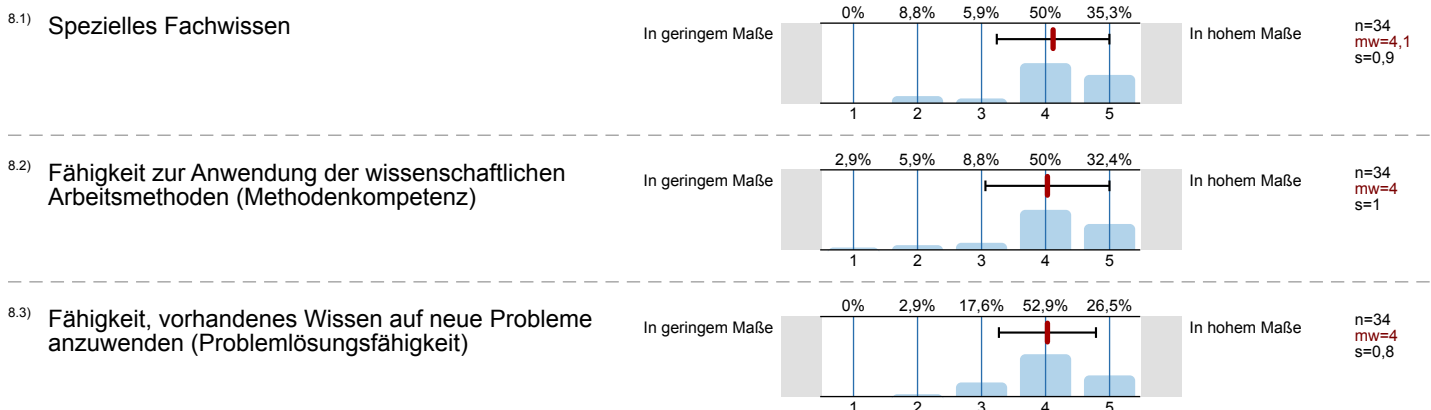 8.1) Spezielles Fachwissen
In geringem Maße
0% 8,8% 5,9% 50% 35,3%
1 2 3 4 5
In hohem Maße
n=34
mw=4,1
s=0,9
8.2) Fähigkeit zur Anwendung der wissenschaftlichen
Arbeitsmethoden (Methodenkompetenz)
In geringem Maße
2,9% 5,9% 8,8% 50% 32,4%
1 2 3 4 5
In hohem Maße
n=34
mw=4
s=1
8.3) Fähigkeit, vorhandenes Wissen auf neue Probleme
anzuwenden (Problemlösungsfähigkeit)
In geringem Maße
0% 2,9% 17,6% 52,9% 26,5%
1 2 3 4 5
In hohem Maße
n=34
mw=4
s=0,8